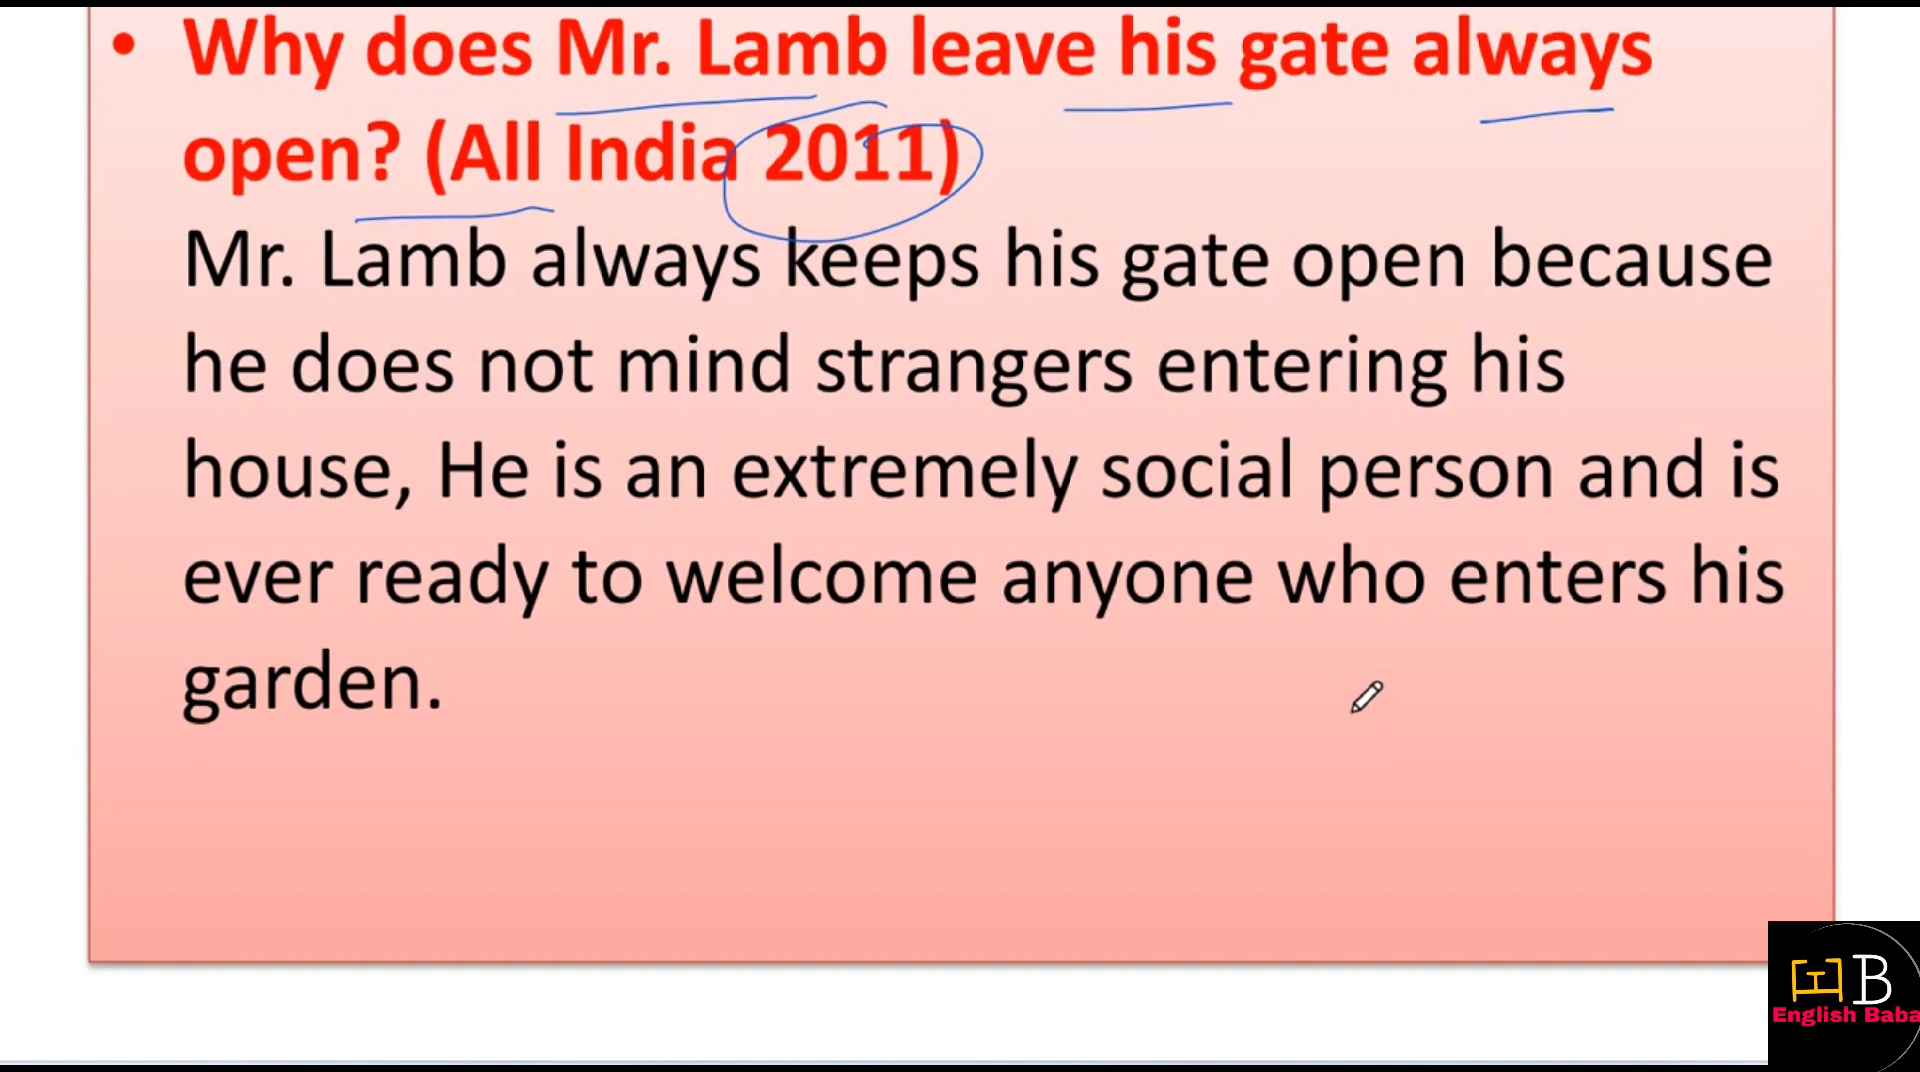 • Why does Mr. Lamb leave his gate always
open? (All India 2011)
Mr. Lamb always keeps his gate open because
he does not mind strangers entering his
house, He is an extremely social person and is
ever ready to welcome anyone who enters his
garden.
B
English Baba